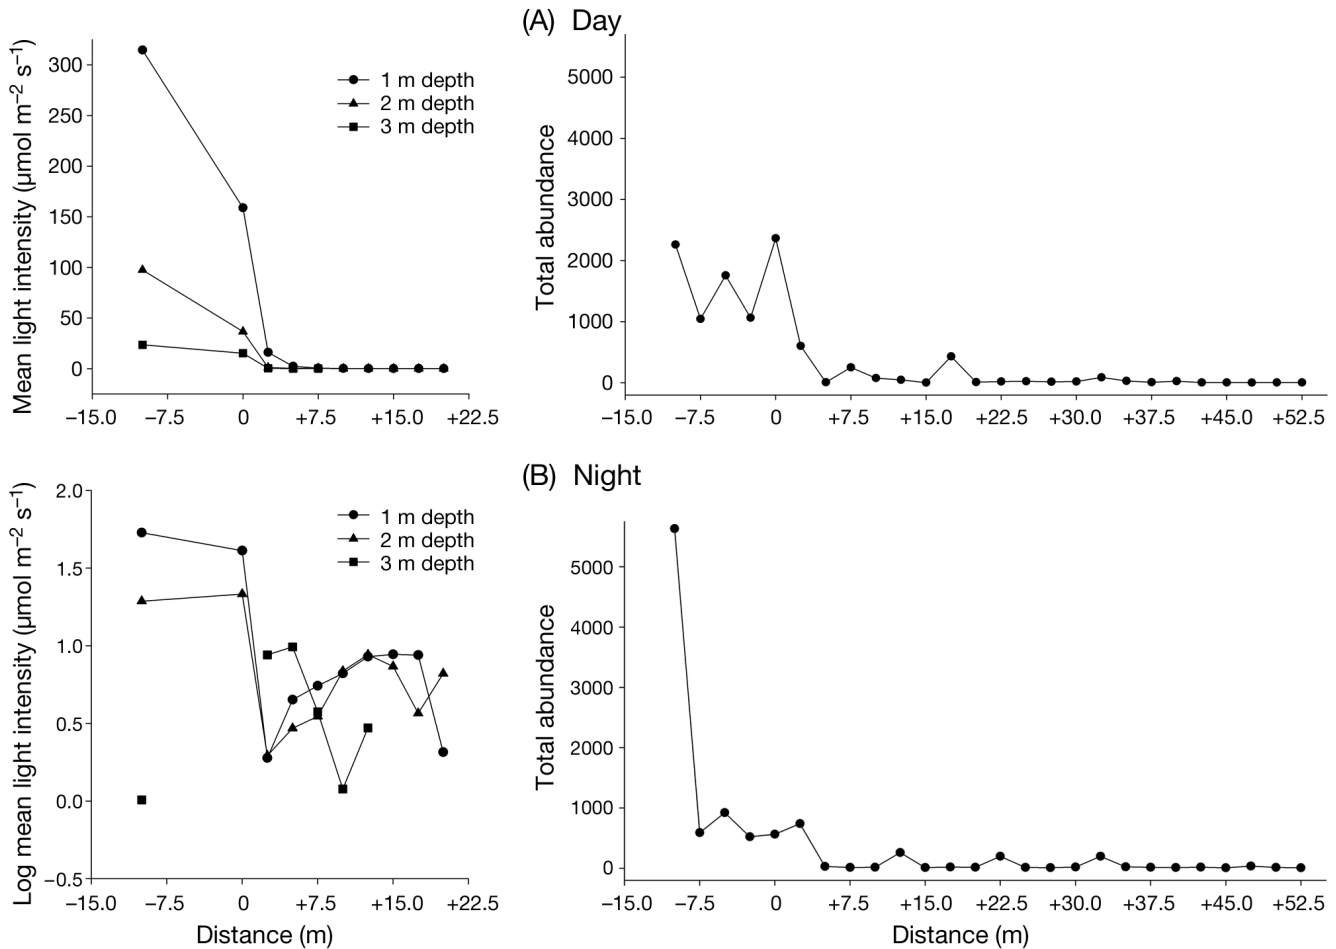 (A) Day
Mean light intensity (µmol m⁻² s⁻¹)
300
250
200
150
100
50
0
1 m depth
2 m depth
3 m depth
−15.0 −7.5 0 +7.5 +15.0 +22.5
Total abundance
5000
4000
3000
2000
1000
0
−15.0 −7.5 0 +7.5 +15.0 +22.5 +30.0 +37.5 +45.0 +52.5
(B) Night
Log mean light intensity (µmol m⁻² s⁻¹)
2.0
1.5
1.0
0.5
0.0
−0.5
1 m depth
2 m depth
3 m depth
−15.0 −7.5 0 +7.5 +15.0 +22.5
Distance (m)
Total abundance
5000
4000
3000
2000
1000
0
−15.0 −7.5 0 +7.5 +15.0 +22.5 +30.0 +37.5 +45.0 +52.5
Distance (m)